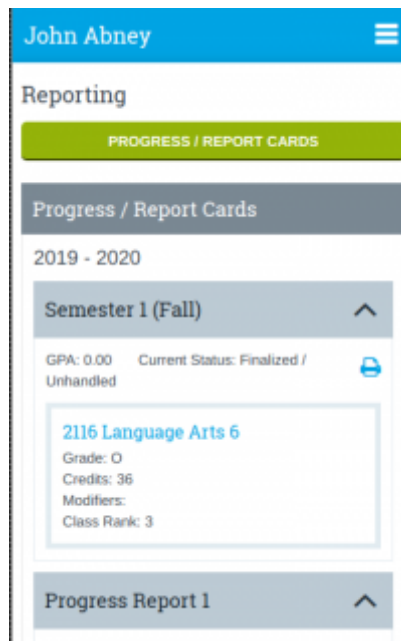 John Abney
Reporting
PROGRESS / REPORT CARDS
Progress / Report Cards
2019 - 2020
Semester 1 (Fall)
GPA: 0.00 Current Status: Finalized /
Unhandled
2116 Language Arts 6
Grade: O
Credits: 36
Modifiers:
Class Rank: 3
Progress Report 1